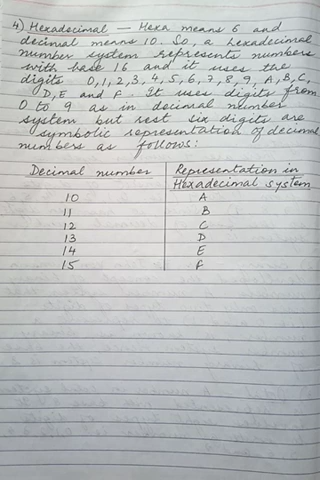 4) Hexadecimal — Hexa means 6 and
decimal means 10. So, a hexadecimal
number system represents numbers
with base 16 and it uses the
digits 0,1,2,3,4,5,6,7,8,9, A,B,C,
D,E and F. It uses digits from
0 to 9 as in decimal number
system but rest six digits are
symbolic representation of decimal
numbers as follows:
Decimal number Representation in
Hexadecimal system
10 A
11 B
12 C
13 D
14 E
15 F